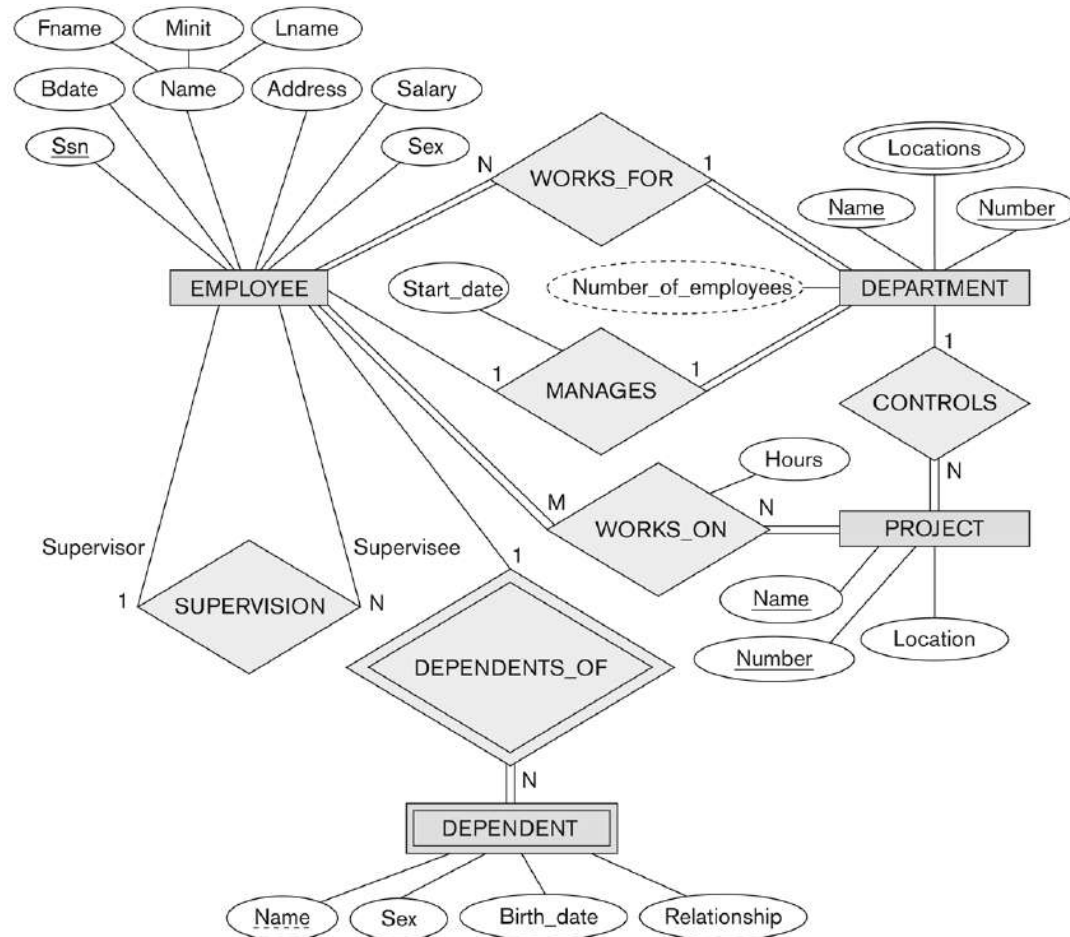 Fname
Minit
Lname
Bdate
Name
Address
Salary
Ssn
Sex
N
WORKS_FOR
1
Locations
Name
Number
EMPLOYEE
Start_date
Number_of_employees
DEPARTMENT
1
MANAGES
1
1
CONTROLS
N
Hours
M
WORKS_ON
N
PROJECT
Supervisor
Supervisee
1
SUPERVISION
N
1
Name
Number
Location
DEPENDENTS_OF
N
DEPENDENT
Name
Sex
Birth_date
Relationship